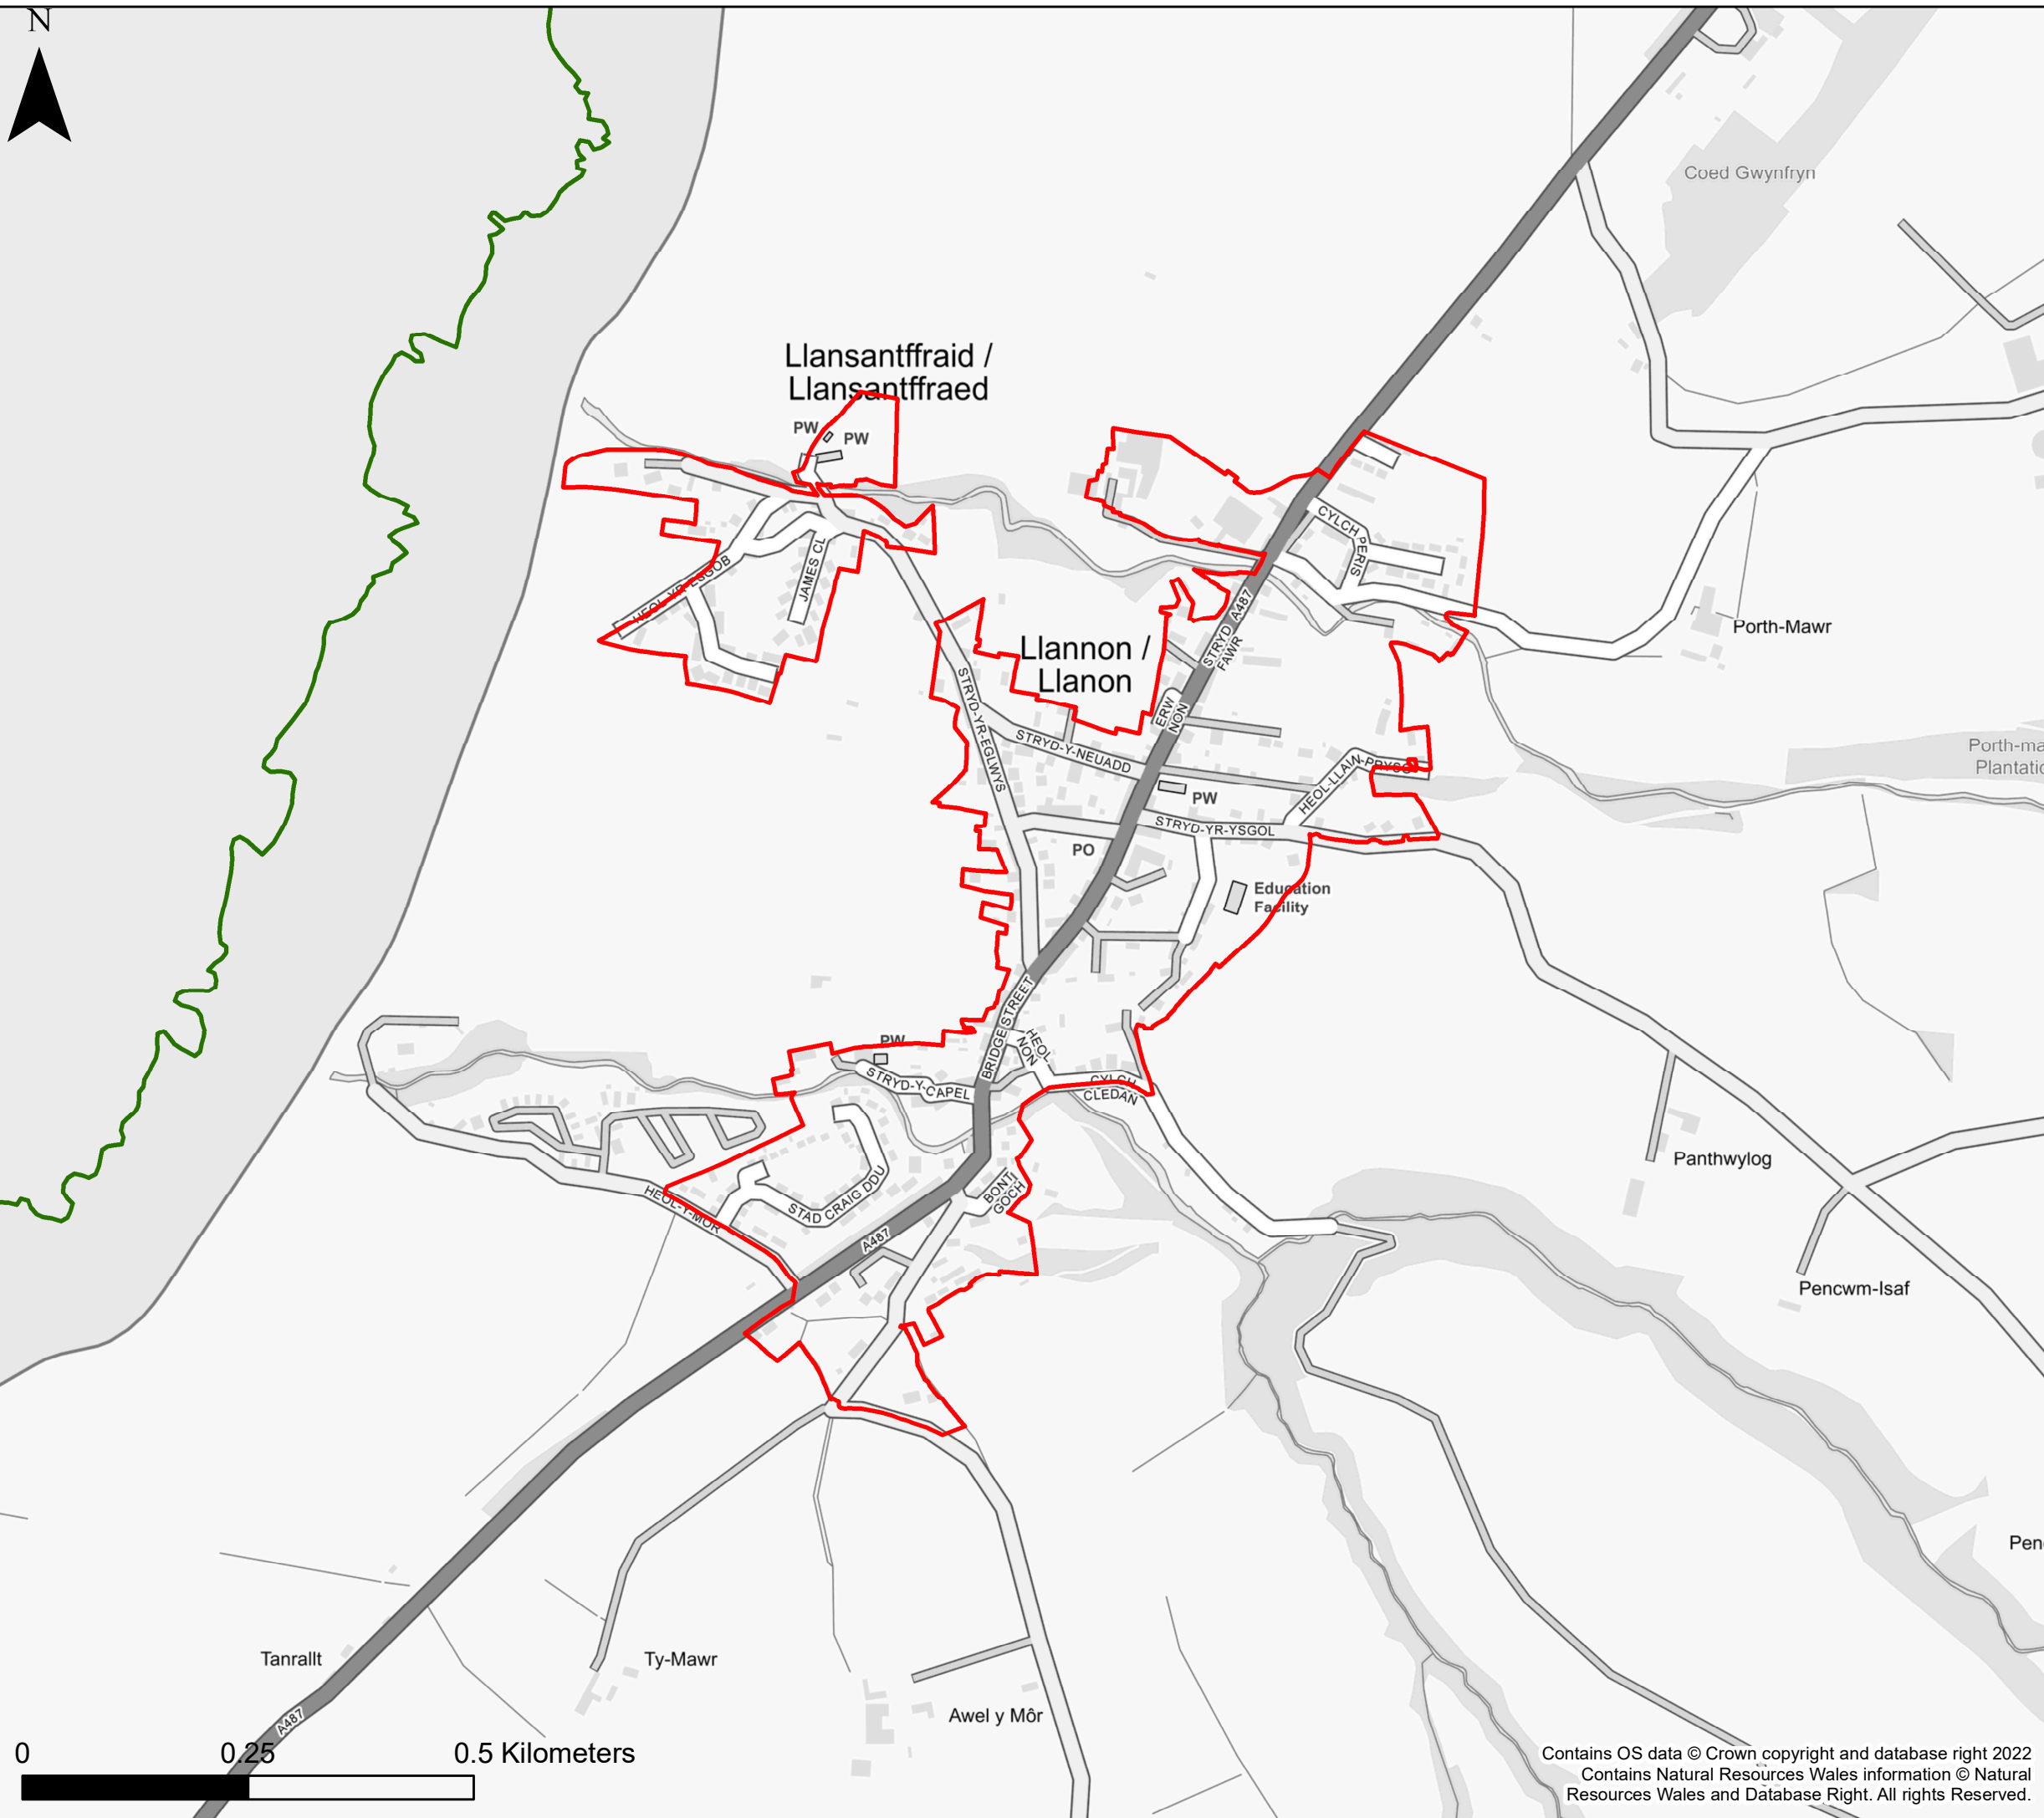 N
Coed Gwynfryn
Llansantffraid /
Llansantffraed
PW
PW
CYLCH PERIS
JAMES CL
HEOL-YR-ESGOB
STRYD FAWR
A487
Porth-Mawr
Llannon /
Llanon
STRYD-YR-EGLWYS
ERW
NON
STRYD-Y-NEUADD
Porth-ma
Plantatio
HEOL-LLAIN-PRYSG
PW
STRYD-YR-YSGOL
PO
Education
Facility
BRIDGE STREET
HEOL
NON
PW
STRYD-Y-CAPEL
CYLCH
CLEDAN
Panthwylog
BONT
GOCH
STAD CRAIG DDU
HEOL-Y-MOR
A487
Pencwm-Isaf
Pen
Tanrallt
Ty-Mawr
Awel y Môr
A487
0
0.25
0.5 Kilometers
Contains OS data © Crown copyright and database right 2022
Contains Natural Resources Wales information © Natural
Resources Wales and Database Right. All rights Reserved.